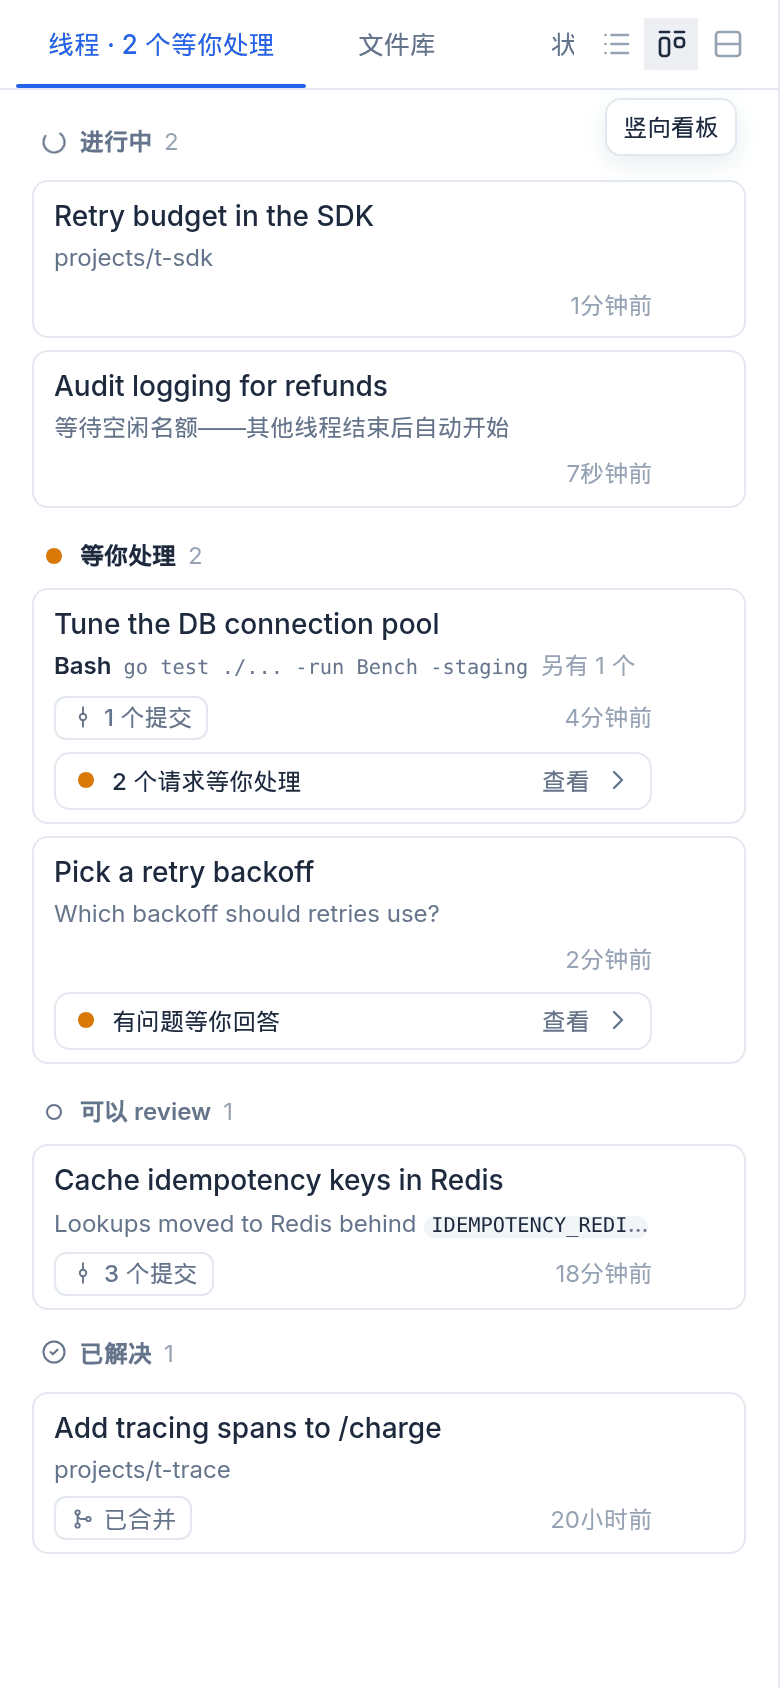 线程 · 2 个等你处理 文件库 状
竖向看板
进行中 2
Retry budget in the SDK
projects/t-sdk
1分钟前
Audit logging for refunds
等待空闲名额——其他线程结束后自动开始
7秒钟前
等你处理 2
Tune the DB connection pool
Bash go test ./... -run Bench -staging 另有 1 个
1 个提交 4分钟前
2 个请求等你处理 查看
Pick a retry backoff
Which backoff should retries use?
2分钟前
有问题等你回答 查看
可以 review 1
Cache idempotency keys in Redis
Lookups moved to Redis behind IDEMPOTENCY_REDI...
3 个提交 18分钟前
已解决 1
Add tracing spans to /charge
projects/t-trace
已合并 20小时前